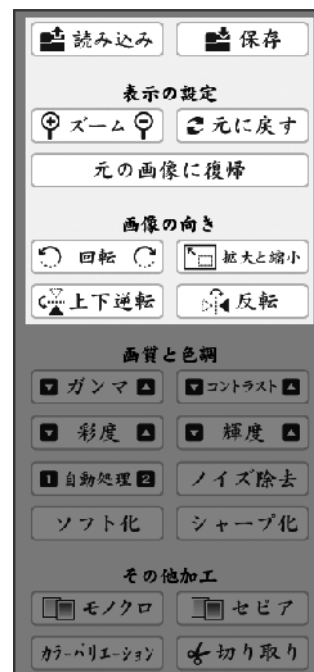 読み込み 保存
表示の設定
ズーム 元に戻す
元の画像に復帰
画像の向き
回転 拡大と縮小
上下逆転 反転
画質と色調
ガンマ コントラスト
彩度 輝度
1 自動処理 2 ノイズ除去
ソフト化 シャープ化
その他加工
モノクロ セピア
カラーバリエーション 切り取り